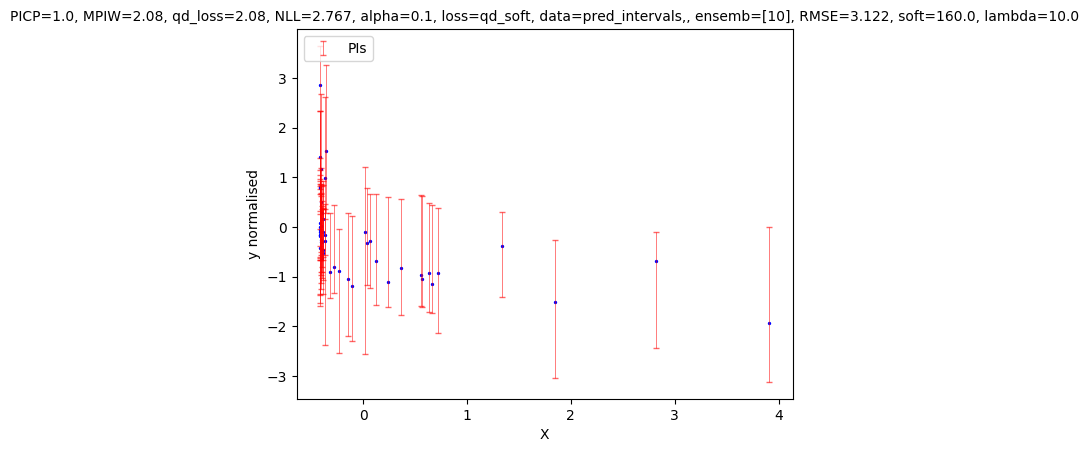 PICP=1.0, MPIW=2.08, qd_loss=2.08, NLL=2.767, alpha=0.1, loss=qd_soft, data=pred_intervals,, ensemb=[10], RMSE=3.122, soft=160.0, lambda=10.0
PIs
3
2
1
0
−1
−2
−3
y normalised
0 1 2 3 4
X